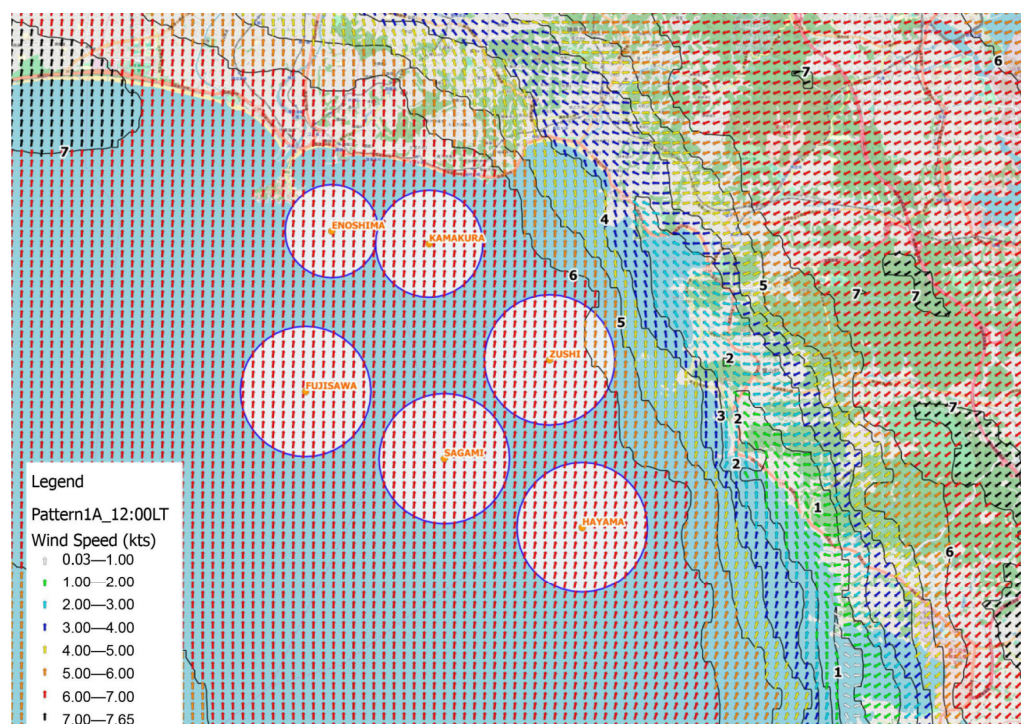 7
6
7
4
ENOSHIMA
KAMAKURA
6
5
7
7
5
ZUSHI
2
FUJISAWA
7
3
2
SAGAMI
2
1
HAYAMA
6
1
Legend
Pattern1A_12:00LT
Wind Speed (kts)
0.03—1.00
1.00—2.00
2.00—3.00
3.00—4.00
4.00—5.00
5.00—6.00
6.00—7.00
7.00—7.65